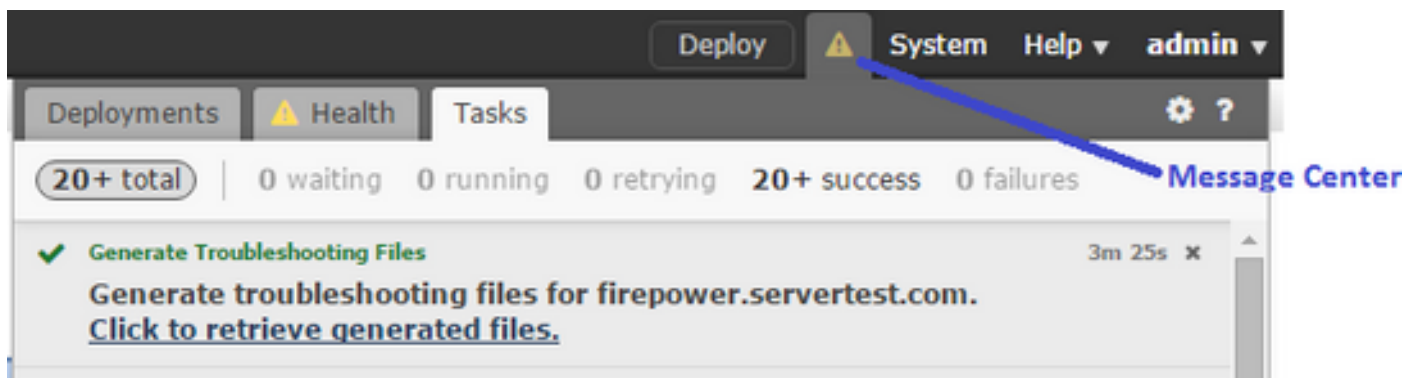 Deploy System Help admin
Deployments Health Tasks ?
20+ total 0 waiting 0 running 0 retrying 20+ success 0 failures
Message Center
Generate Troubleshooting Files 3m 25s
Generate troubleshooting files for firepower.servertest.com.
Click to retrieve generated files.